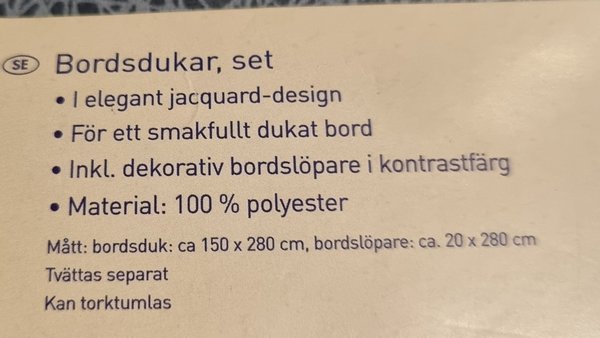 SE Bordsdukar, set
• I elegant jacquard-design
• För ett smakfullt dukat bord
• Inkl. dekorativ bordslöpare i kontrastfärg
• Material: 100 % polyester
Mått: bordsduk: ca 150 x 280 cm, bordslöpare: ca. 20 x 280 cm
Tvättas separat
Kan torktumlas